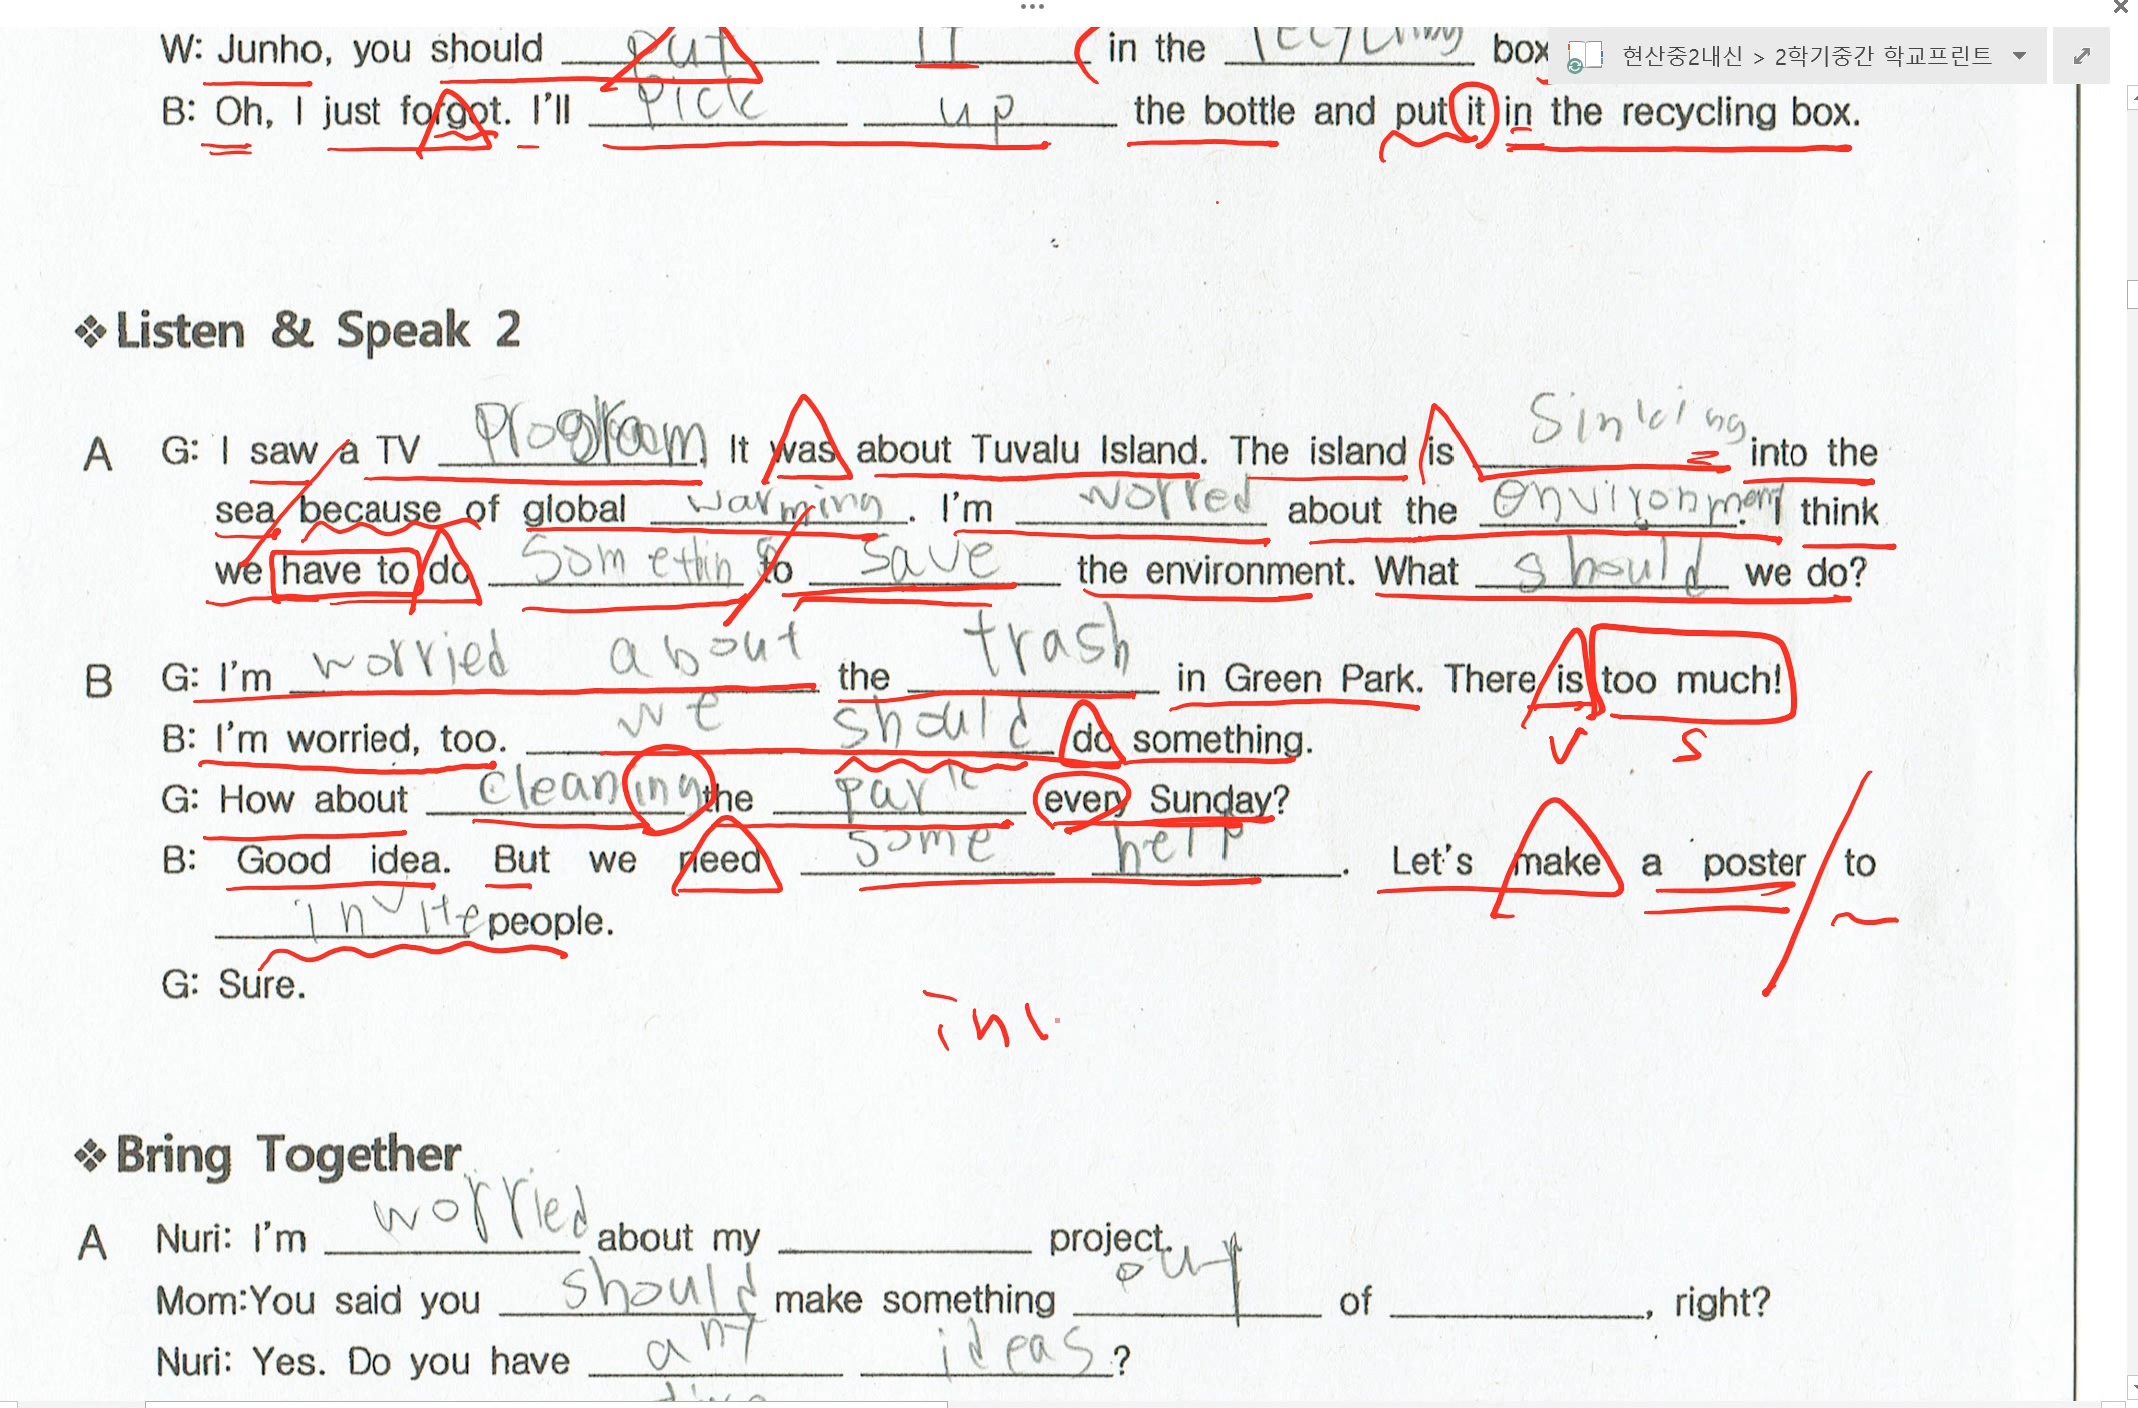 현산중2내신 > 2학기중간 학교프린트
W: Junho, you should put it in the recycling box
B: Oh, I just forgot. I'll pick up the bottle and put it in the recycling box.
❖ Listen & Speak 2
A G: I saw a TV program. It was about Tuvalu Island. The island is sinking into the
sea because of global warming. I'm worred about the environment. I think
we have to do somethin to save the environment. What should we do?
B G: I'm worried about the trash in Green Park. There is too much!
V S
B: I'm worried, too. we should do something.
G: How about cleaning the park every Sunday?
B: Good idea. But we need some help. Let's make a poster to
invite people.
G: Sure.
❖ Bring Together
A Nuri: I'm worried about my project.
Mom: You said you should make something out of , right?
Nuri: Yes. Do you have any ideas?